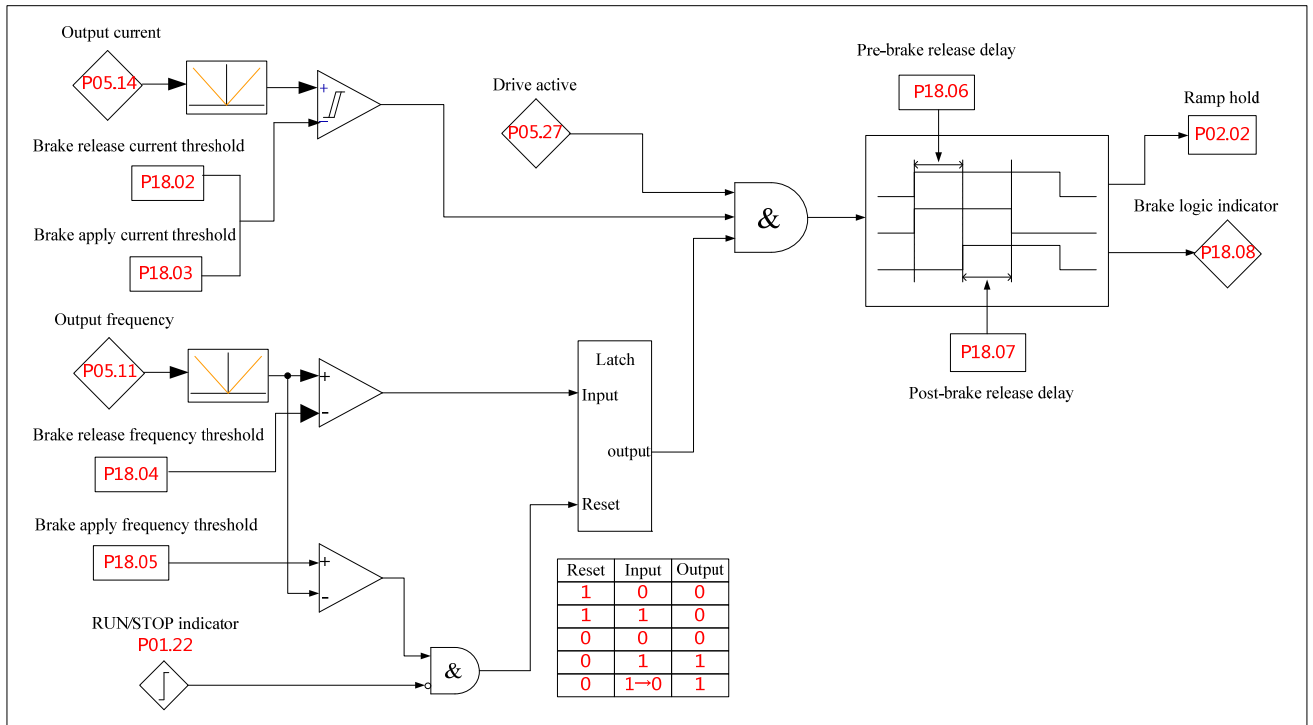 Output current
P05.14
+
-
Brake release current threshold
P18.02
Brake apply current threshold
P18.03
Drive active
P05.27
&
Pre-brake release delay
P18.06
P18.07
Post-brake release delay
Ramp hold
P02.02
Brake logic indicator
P18.08
Output frequency
P05.11
+
-
Brake release frequency threshold
P18.04
Brake apply frequency threshold
P18.05
+
-
RUN/STOP indicator
P01.22
&
Latch
Input
output
Reset
Reset Input Output
1 0 0
1 1 0
0 0 0
0 1 1
0 1→0 1